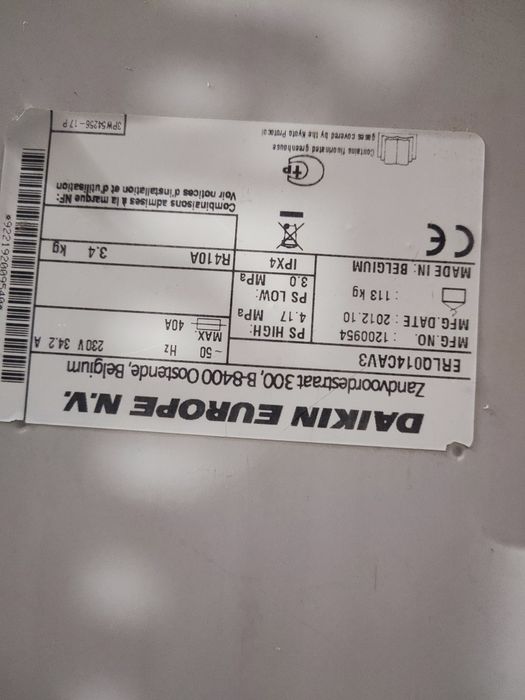 DAIKIN EUROPE N.V.
Zandvoordestraat 300, B-8400 Oostende, Belgium
ERLQ014CAV3
~ 50 Hz 230 V 34.2 A
MFG.NO. : 1200954
MFG.DATE : 2012.10
: 113 kg
MADE IN: BELGIUM
PS HIGH:
4.17 MPa
PS LOW:
3.0 MPa
IPX4
MAX
40A
R410A 3.4 kg
CE
Combinaisons admises à la marque NF:
Voir notices d'installation et d'utilisation
Contains fluorinated greenhouse
gases covered by the Kyoto Protocol
3PW54256-17P